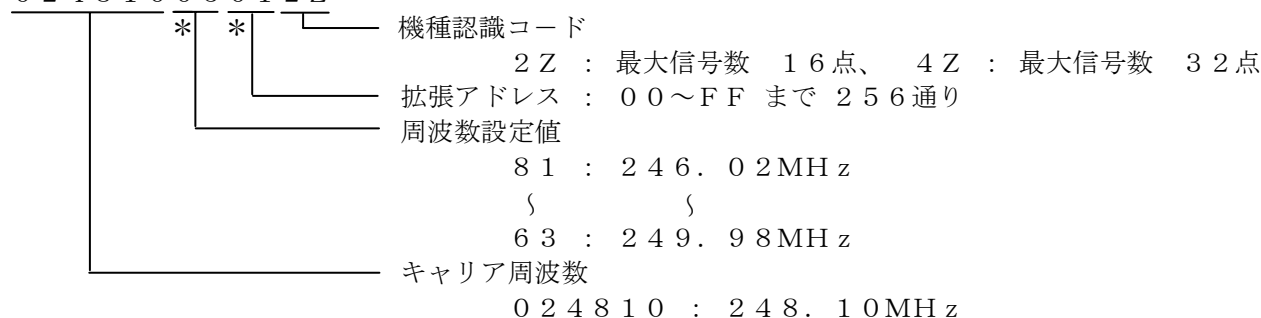 ＊ ＊ 機種認識コード
２Ｚ : 最大信号数 １６点、 ４Ｚ : 最大信号数 ３２点
拡張アドレス : ００～ＦＦ まで ２５６通り
周波数設定値
８１ : ２４６．０２ＭＨｚ
～ ～
６３ : ２４９．９８ＭＨｚ
キャリア周波数
０２４８１０ : ２４８．１０ＭＨｚ